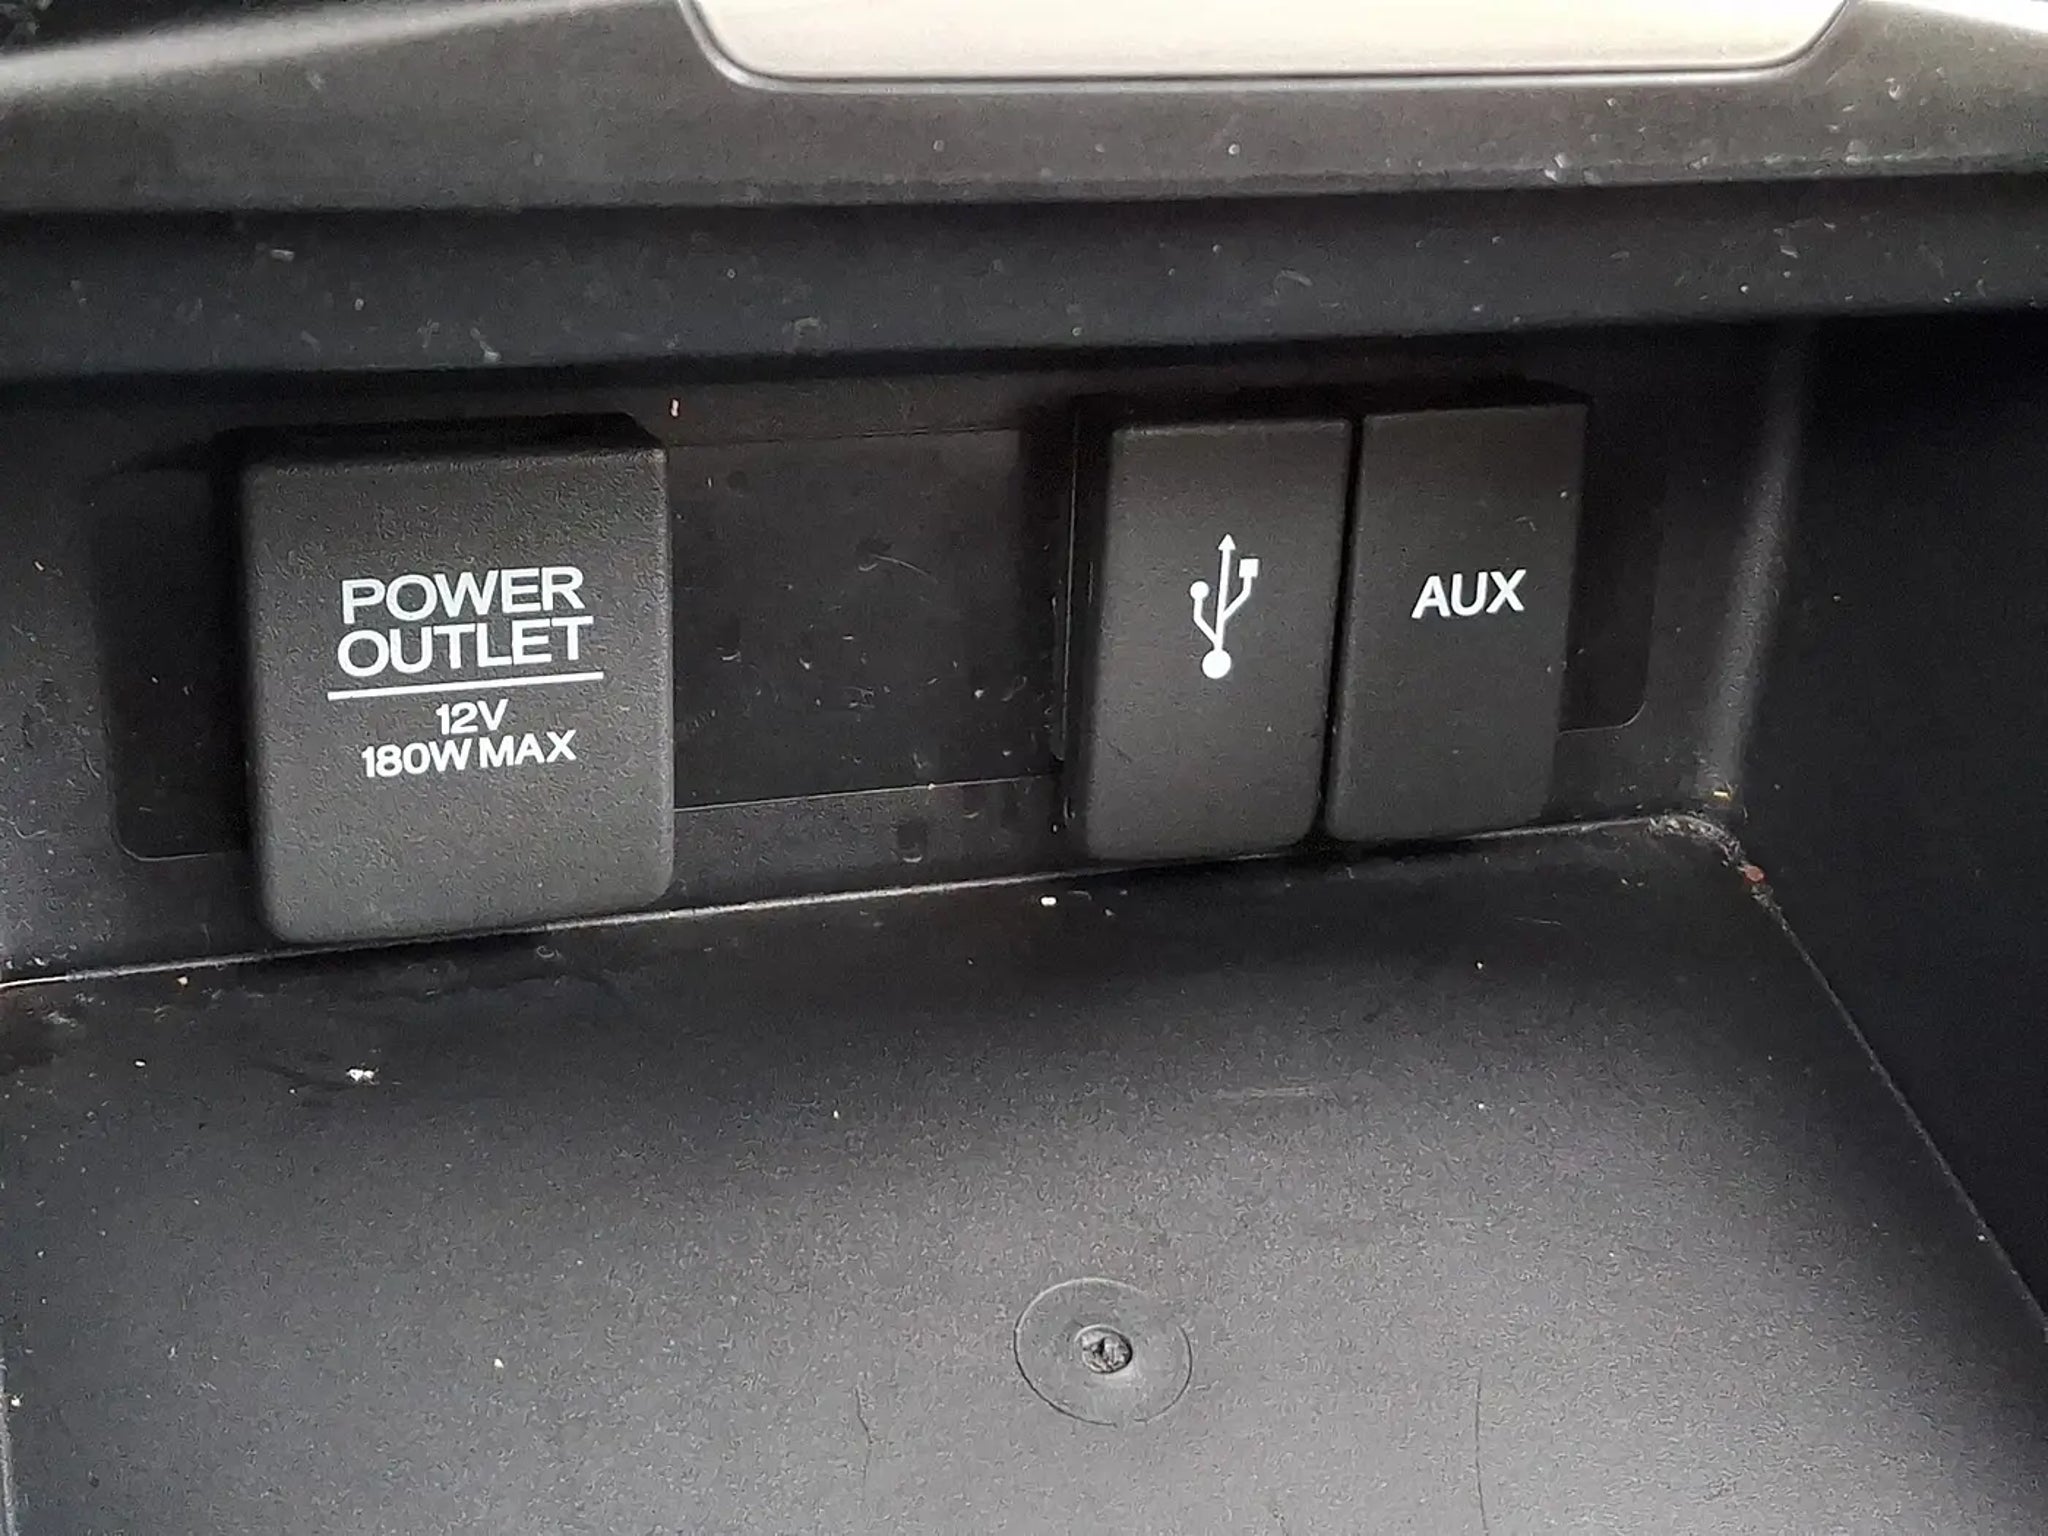 POWER
OUTLET
12V
180W MAX
AUX